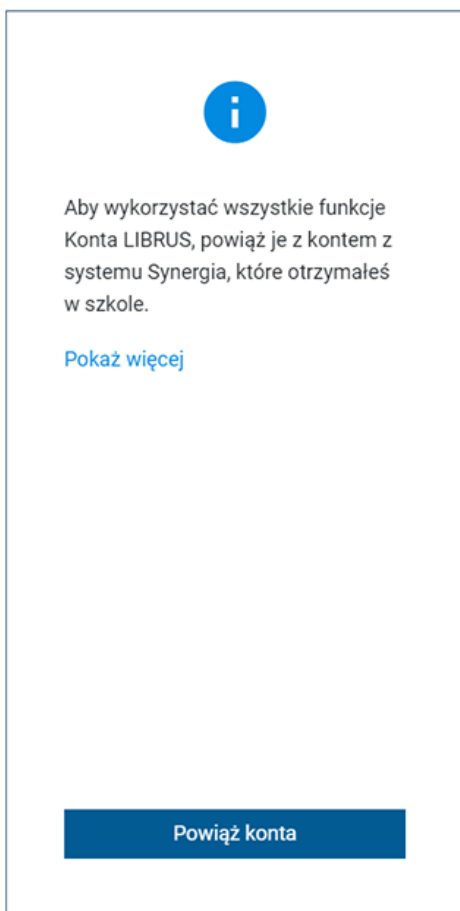 Aby wykorzystać wszystkie funkcje
Konta LIBRUS, powiąż je z kontem z
systemu Synergia, które otrzymałeś
w szkole.
Pokaż więcej
Powiąż konta